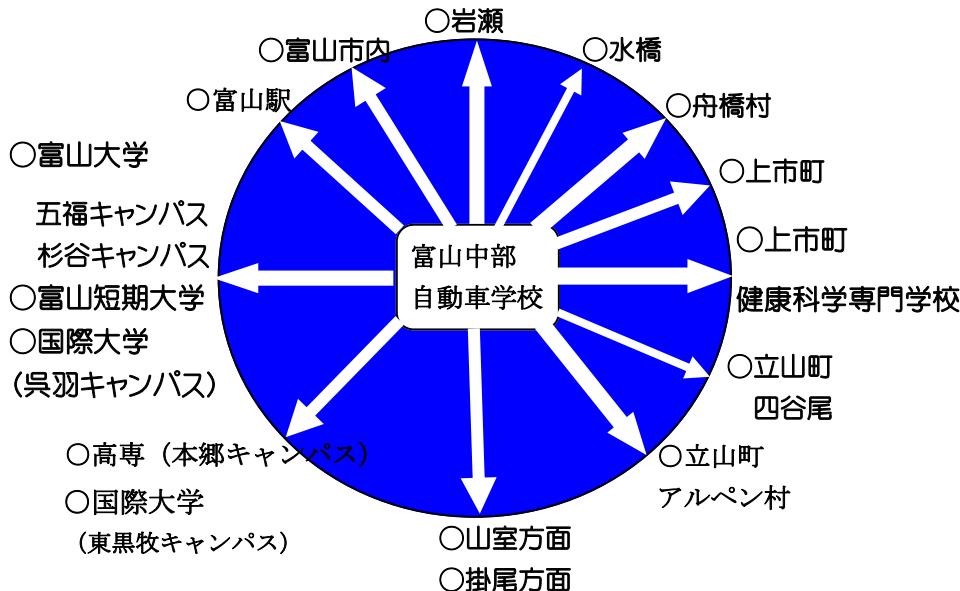 ○岩瀬
○富山市内
○水橋
○富山駅
○舟橋村
○富山大学
五福キャンパス
杉谷キャンパス
○富山短期大学
○国際大学
(呉羽キャンパス)
○上市町
○上市町
健康科学専門学校
富山中部
自動車学校
○立山町
四谷尾
○高専(本郷キャンパス)
○国際大学
(東黒牧キャンパス)
○立山町
アルペン村
○山室方面
○掛尾方面